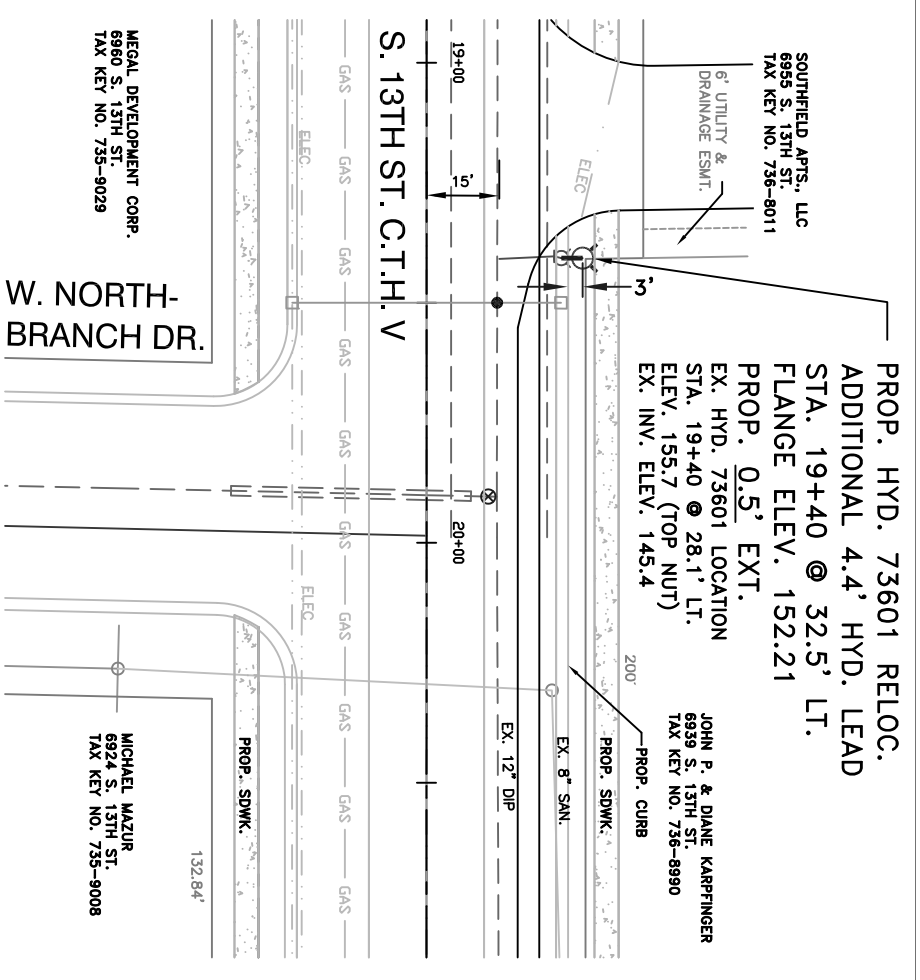 PROP. HYD. 73601 RELOC.
ADDITIONAL 4.4' HYD. LEAD
STA. 19+40 @ 32.5' LT.
FLANGE ELEV. 152.21
PROP. 0.5' EXT.
EX. HYD. 73601 LOCATION
STA. 19+40 @ 28.1' LT.
ELEV. 155.7 (TOP NUT)
EX. INV. ELEV. 145.4
SOUTHFIELD APTS., LLC
6955 S. 13TH ST.
TAX KEY NO. 736-8011
6' UTILITY &
DRAINAGE ESMT.
ELEC
3'
JOHN P. & DIANE KARPFINGER
6939 S. 13TH ST.
TAX KEY NO. 736-8990
200'
PROP. CURB
PROP. SDWK.
EX. 8" SAN.
EX. 12" DIP
15'
19+00
20+00
S. 13TH ST. C.T.H. V
GAS
GAS
GAS
GAS
GAS
GAS
GAS
GAS
GAS
GAS
ELEC
ELEC
PROP. SDWK.
W. NORTH-
BRANCH DR.
132.84'
MEGAL DEVELOPMENT CORP.
6960 S. 13TH ST.
TAX KEY NO. 735-9029
MICHAEL MAZUR
6924 S. 13TH ST.
TAX KEY NO. 735-9008